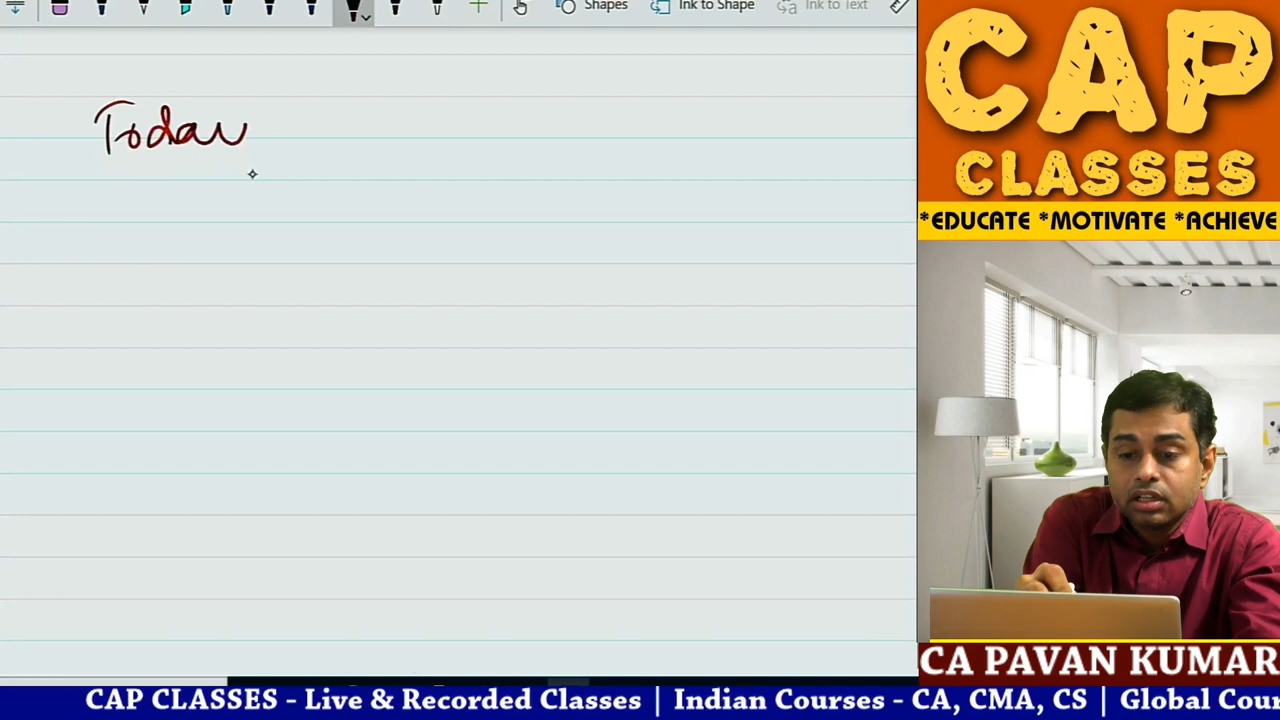 Shapes
Ink to Shape
Ink to Text
Today
CAP
CLASSES
*EDUCATE *MOTIVATE *ACHIEVE
CA PAVAN KUMAR
CAP CLASSES - Live & Recorded Classes | Indian Courses - CA, CMA, CS | Global Cour